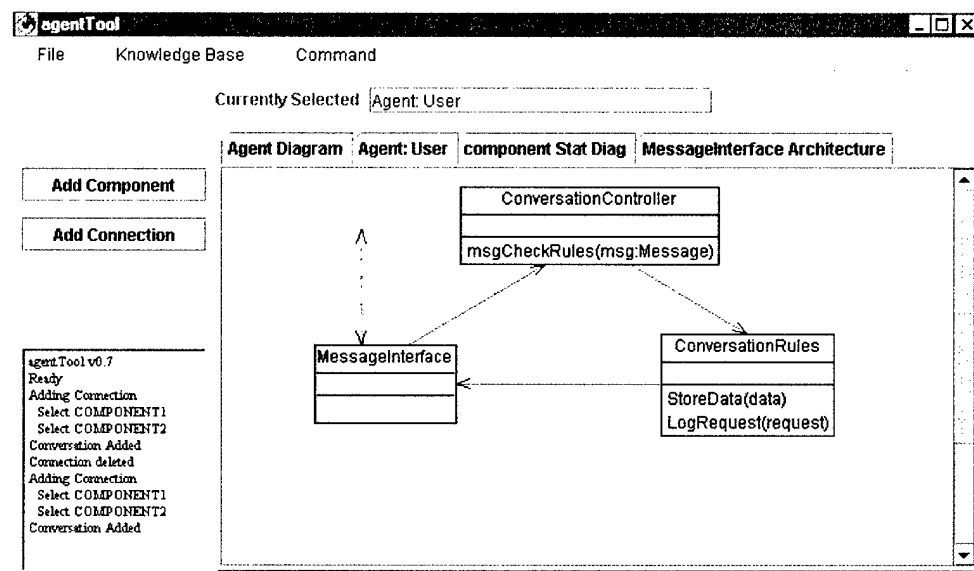 agentTool
File Knowledge Base Command
Currently Selected Agent: User
Agent Diagram Agent: User component Stat Diag MessageInterface Architecture
Add Component
Add Connection
ConversationController
msgCheckRules(msg:Message)
MessageInterface
ConversationRules
StoreData(data)
LogRequest(request)
agentTool v0.7
Ready
Adding Connection
Select COMPONENT1
Select COMPONENT2
Conversation Added
Connection deleted
Adding Connection
Select COMPONENT1
Select COMPONENT2
Conversation Added